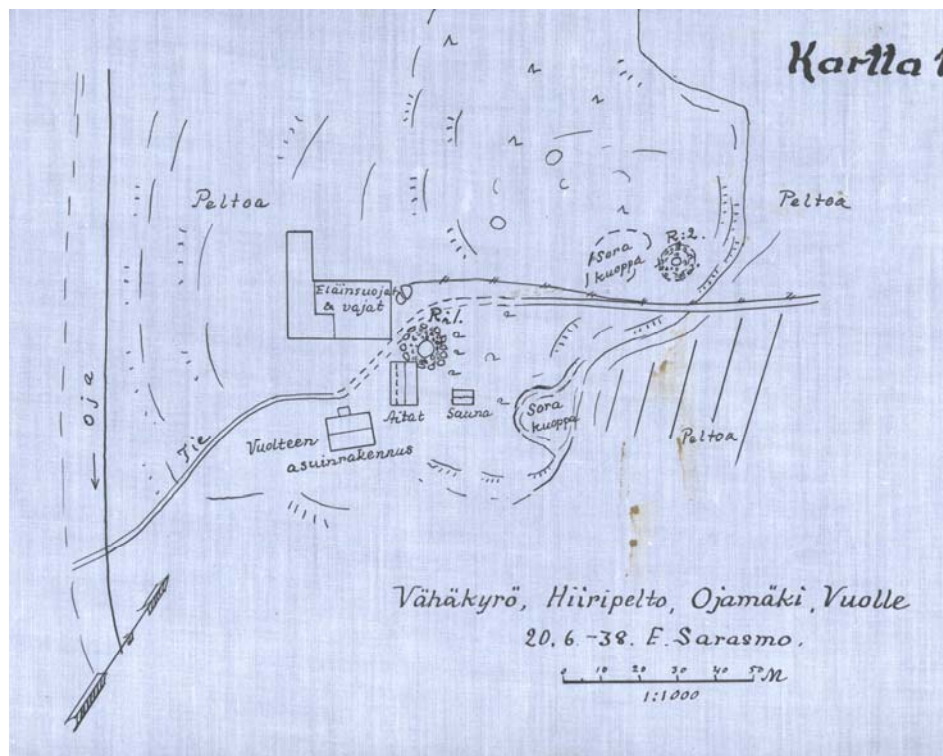 Kartta 1
Peltoa
Peltoa
R:2.
Sora
kuoppa
Eläinsuojat
& vajat
R:1.
oja
Tie
Aitat
Sauna
Sora
kuoppa
Peltoa
Vuolteen
asuinrakennus
Vähäkyrö, Hiiripelto, Ojamäki, Vuolle
20.6.-38. E. Sarasmo.
0 10 20 30 40 50 M
1:1000